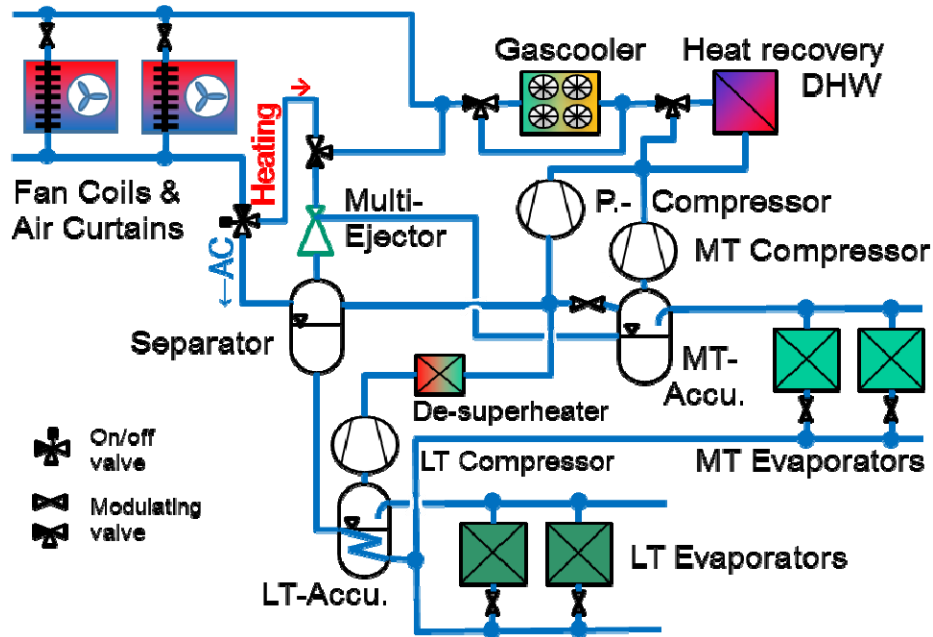 Gascooler
Heat recovery
DHW
Heating
Fan Coils &
Air Curtains
Multi-
Ejector
P.- Compressor
MT Compressor
←AC
Separator
MT-
Accu.
De-superheater
On/off
valve
LT Compressor
MT Evaporators
Modulating
valve
LT Evaporators
LT-Accu.